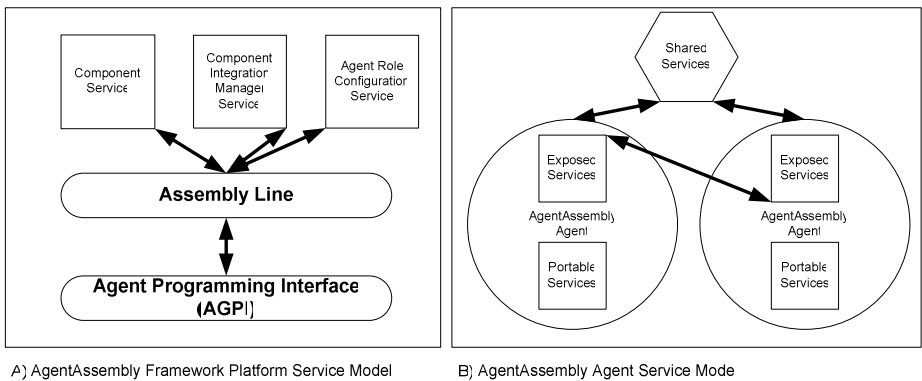 Component
Service
Component
Integration
Manager
Service
Agent Role
Configuration
Service
Assembly Line
Agent Programming Interface
(AGPI)
A) AgentAssembly Framework Platform Service Model
Shared
Services
Exposed
Services
AgentAssembly
Agent
Portable
Services
Exposed
Services
AgentAssembly
Agent
Portable
Services
B) AgentAssembly Agent Service Mode